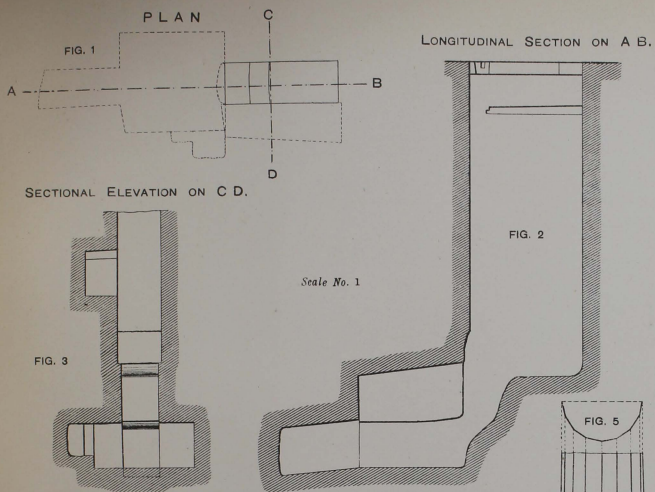 PLAN
C
FIG. 1
LONGITUDINAL SECTION ON A B.
A
B
D
SECTIONAL ELEVATION ON C D.
FIG. 2
Scale No. 1
FIG. 3
FIG. 5